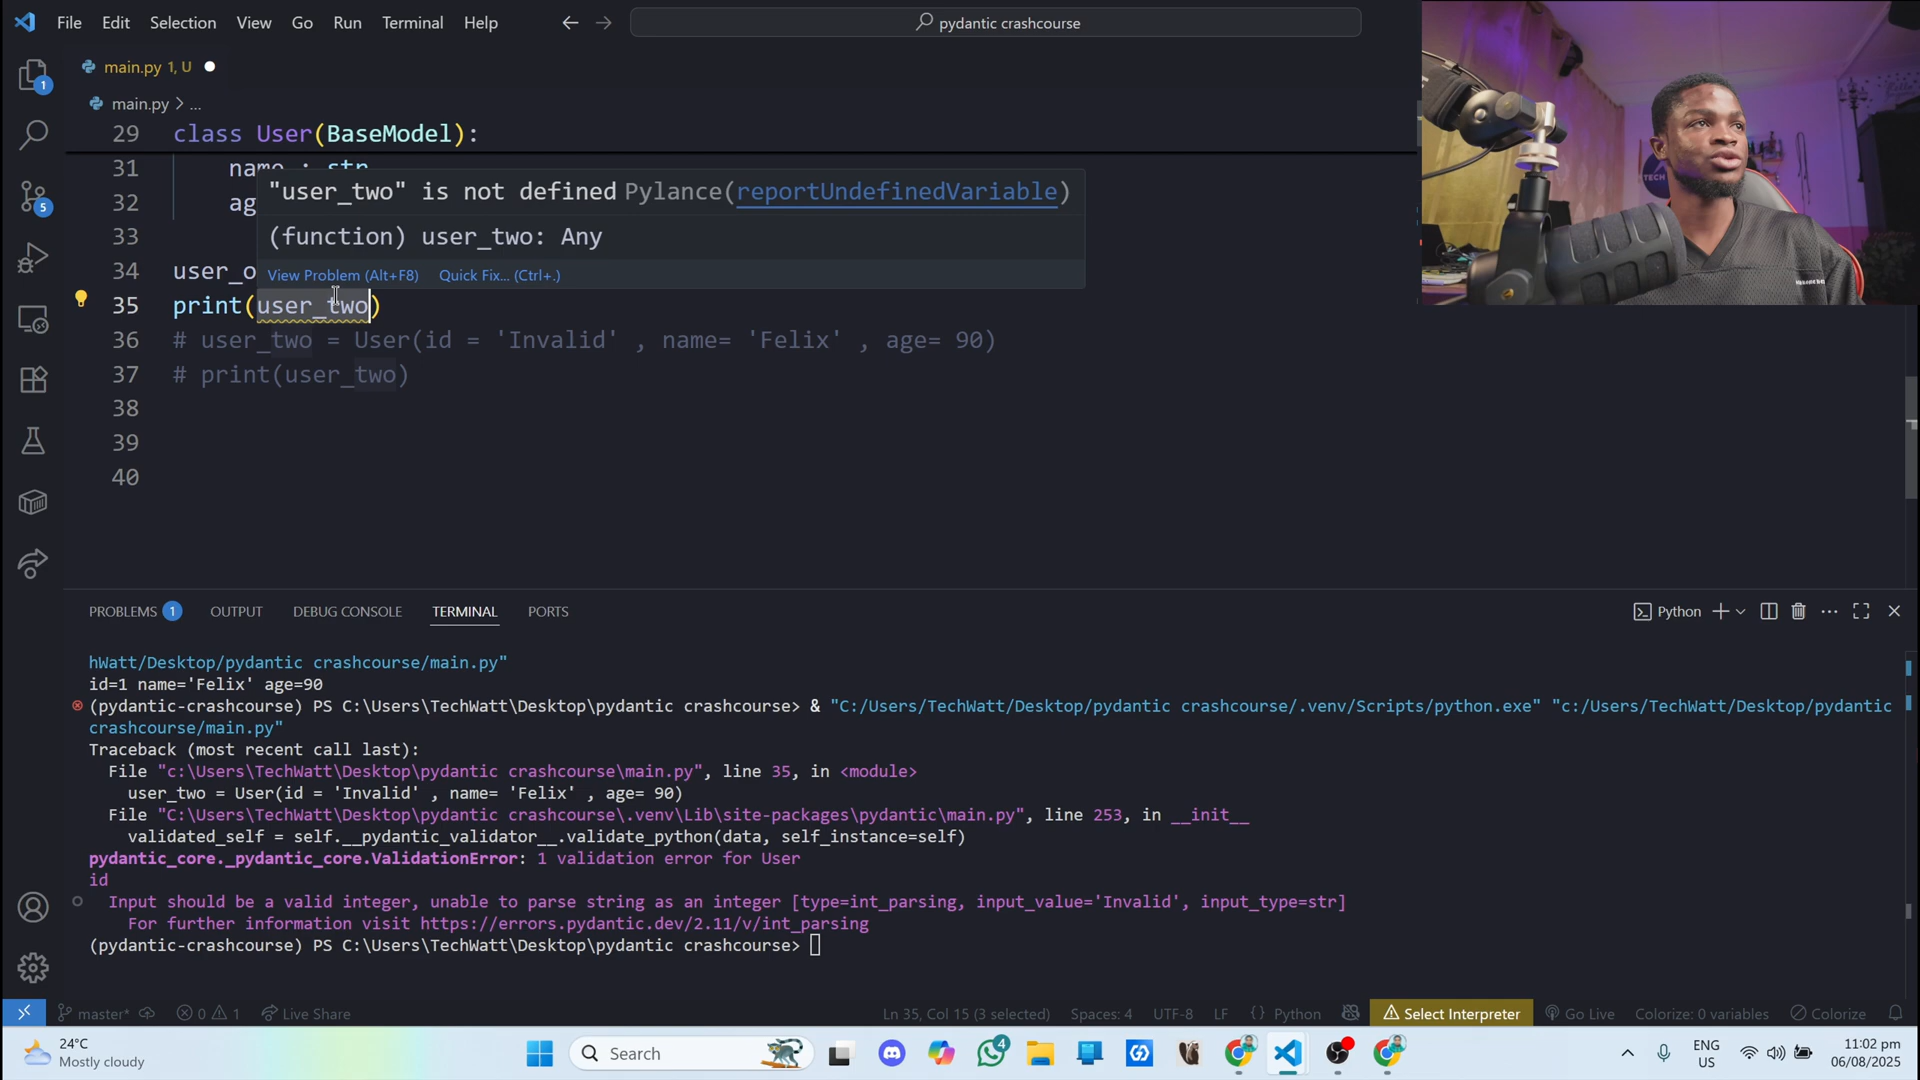 File Edit Selection View Go Run Terminal Help
pydantic crashcourse
main.py 1, U
main.py > ...
29 class User(BaseModel):
31 name : str
32 ag
"user_two" is not defined Pylance(reportUndefinedVariable)
(function) user_two: Any
View Problem (Alt+F8) Quick Fix... (Ctrl+.)
33
34 user_o
35 print(user_two)
36 # user_two = User(id = 'Invalid' , name= 'Felix' , age= 90)
37 # print(user_two)
38
39
40
1
5
TECH
PROBLEMS 1 OUTPUT DEBUG CONSOLE TERMINAL PORTS
Python
hWatt/Desktop/pydantic crashcourse/main.py"
id=1 name='Felix' age=90
(pydantic-crashcourse) PS C:\Users\TechWatt\Desktop\pydantic crashcourse> & "C:/Users/TechWatt/Desktop/pydantic crashcourse/.venv/Scripts/python.exe" "c:/Users/TechWatt/Desktop/pydantic
crashcourse/main.py"
Traceback (most recent call last):
File "c:\Users\TechWatt\Desktop\pydantic crashcourse\main.py", line 35, in <module>
user_two = User(id = 'Invalid' , name= 'Felix' , age= 90)
File "C:\Users\TechWatt\Desktop\pydantic crashcourse\.venv\Lib\site-packages\pydantic\main.py", line 253, in __init__
validated_self = self.__pydantic_validator__.validate_python(data, self_instance=self)
pydantic_core._pydantic_core.ValidationError: 1 validation error for User
id
Input should be a valid integer, unable to parse string as an integer [type=int_parsing, input_value='Invalid', input_type=str]
For further information visit https://errors.pydantic.dev/2.11/v/int_parsing
(pydantic-crashcourse) PS C:\Users\TechWatt\Desktop\pydantic crashcourse>
master* 0 1 Live Share Ln 35, Col 15 (3 selected) Spaces: 4 UTF-8 LF {} Python Select Interpreter Go Live Colorize: 0 variables Colorize
24°C
Mostly cloudy
Search
4
ENG
US
11:02 pm
06/08/2025